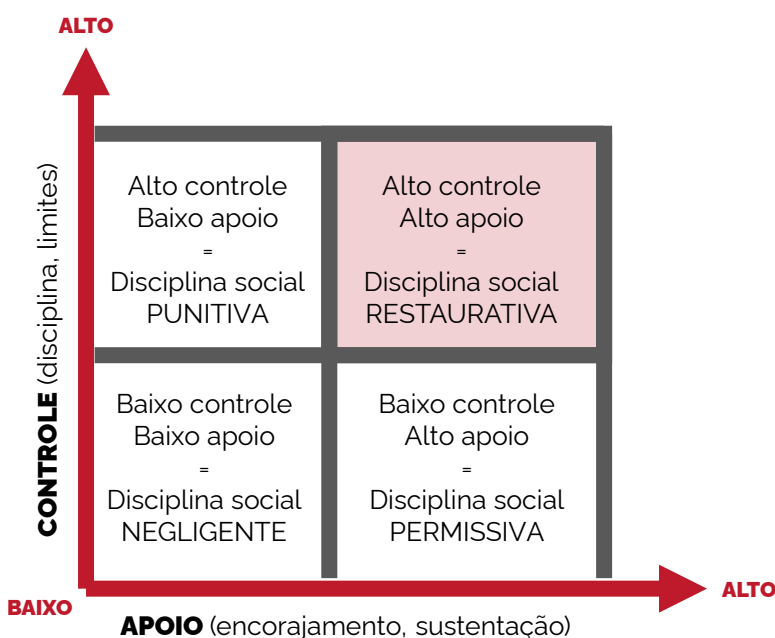 ALTO
CONTROLE (disciplina, limites)
Alto controle
Baixo apoio
=
Disciplina social
PUNITIVA
Alto controle
Alto apoio
=
Disciplina social
RESTAURATIVA
Baixo controle
Baixo apoio
=
Disciplina social
NEGLIGENTE
Baixo controle
Alto apoio
=
Disciplina social
PERMISSIVA
BAIXO
ALTO
APOIO (encorajamento, sustentação)